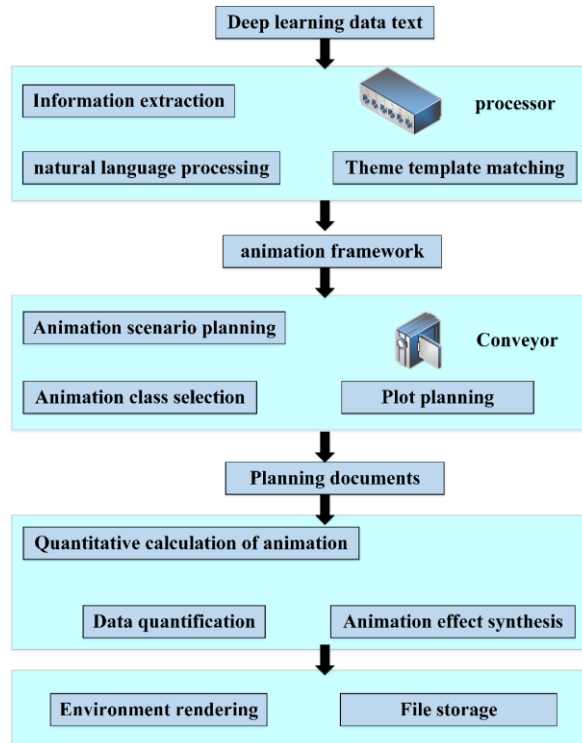 Deep learning data text
Information extraction
processor
natural language processing
Theme template matching
animation framework
Animation scenario planning
Conveyor
Animation class selection
Plot planning
Planning documents
Quantitative calculation of animation
Data quantification
Animation effect synthesis
Environment rendering
File storage